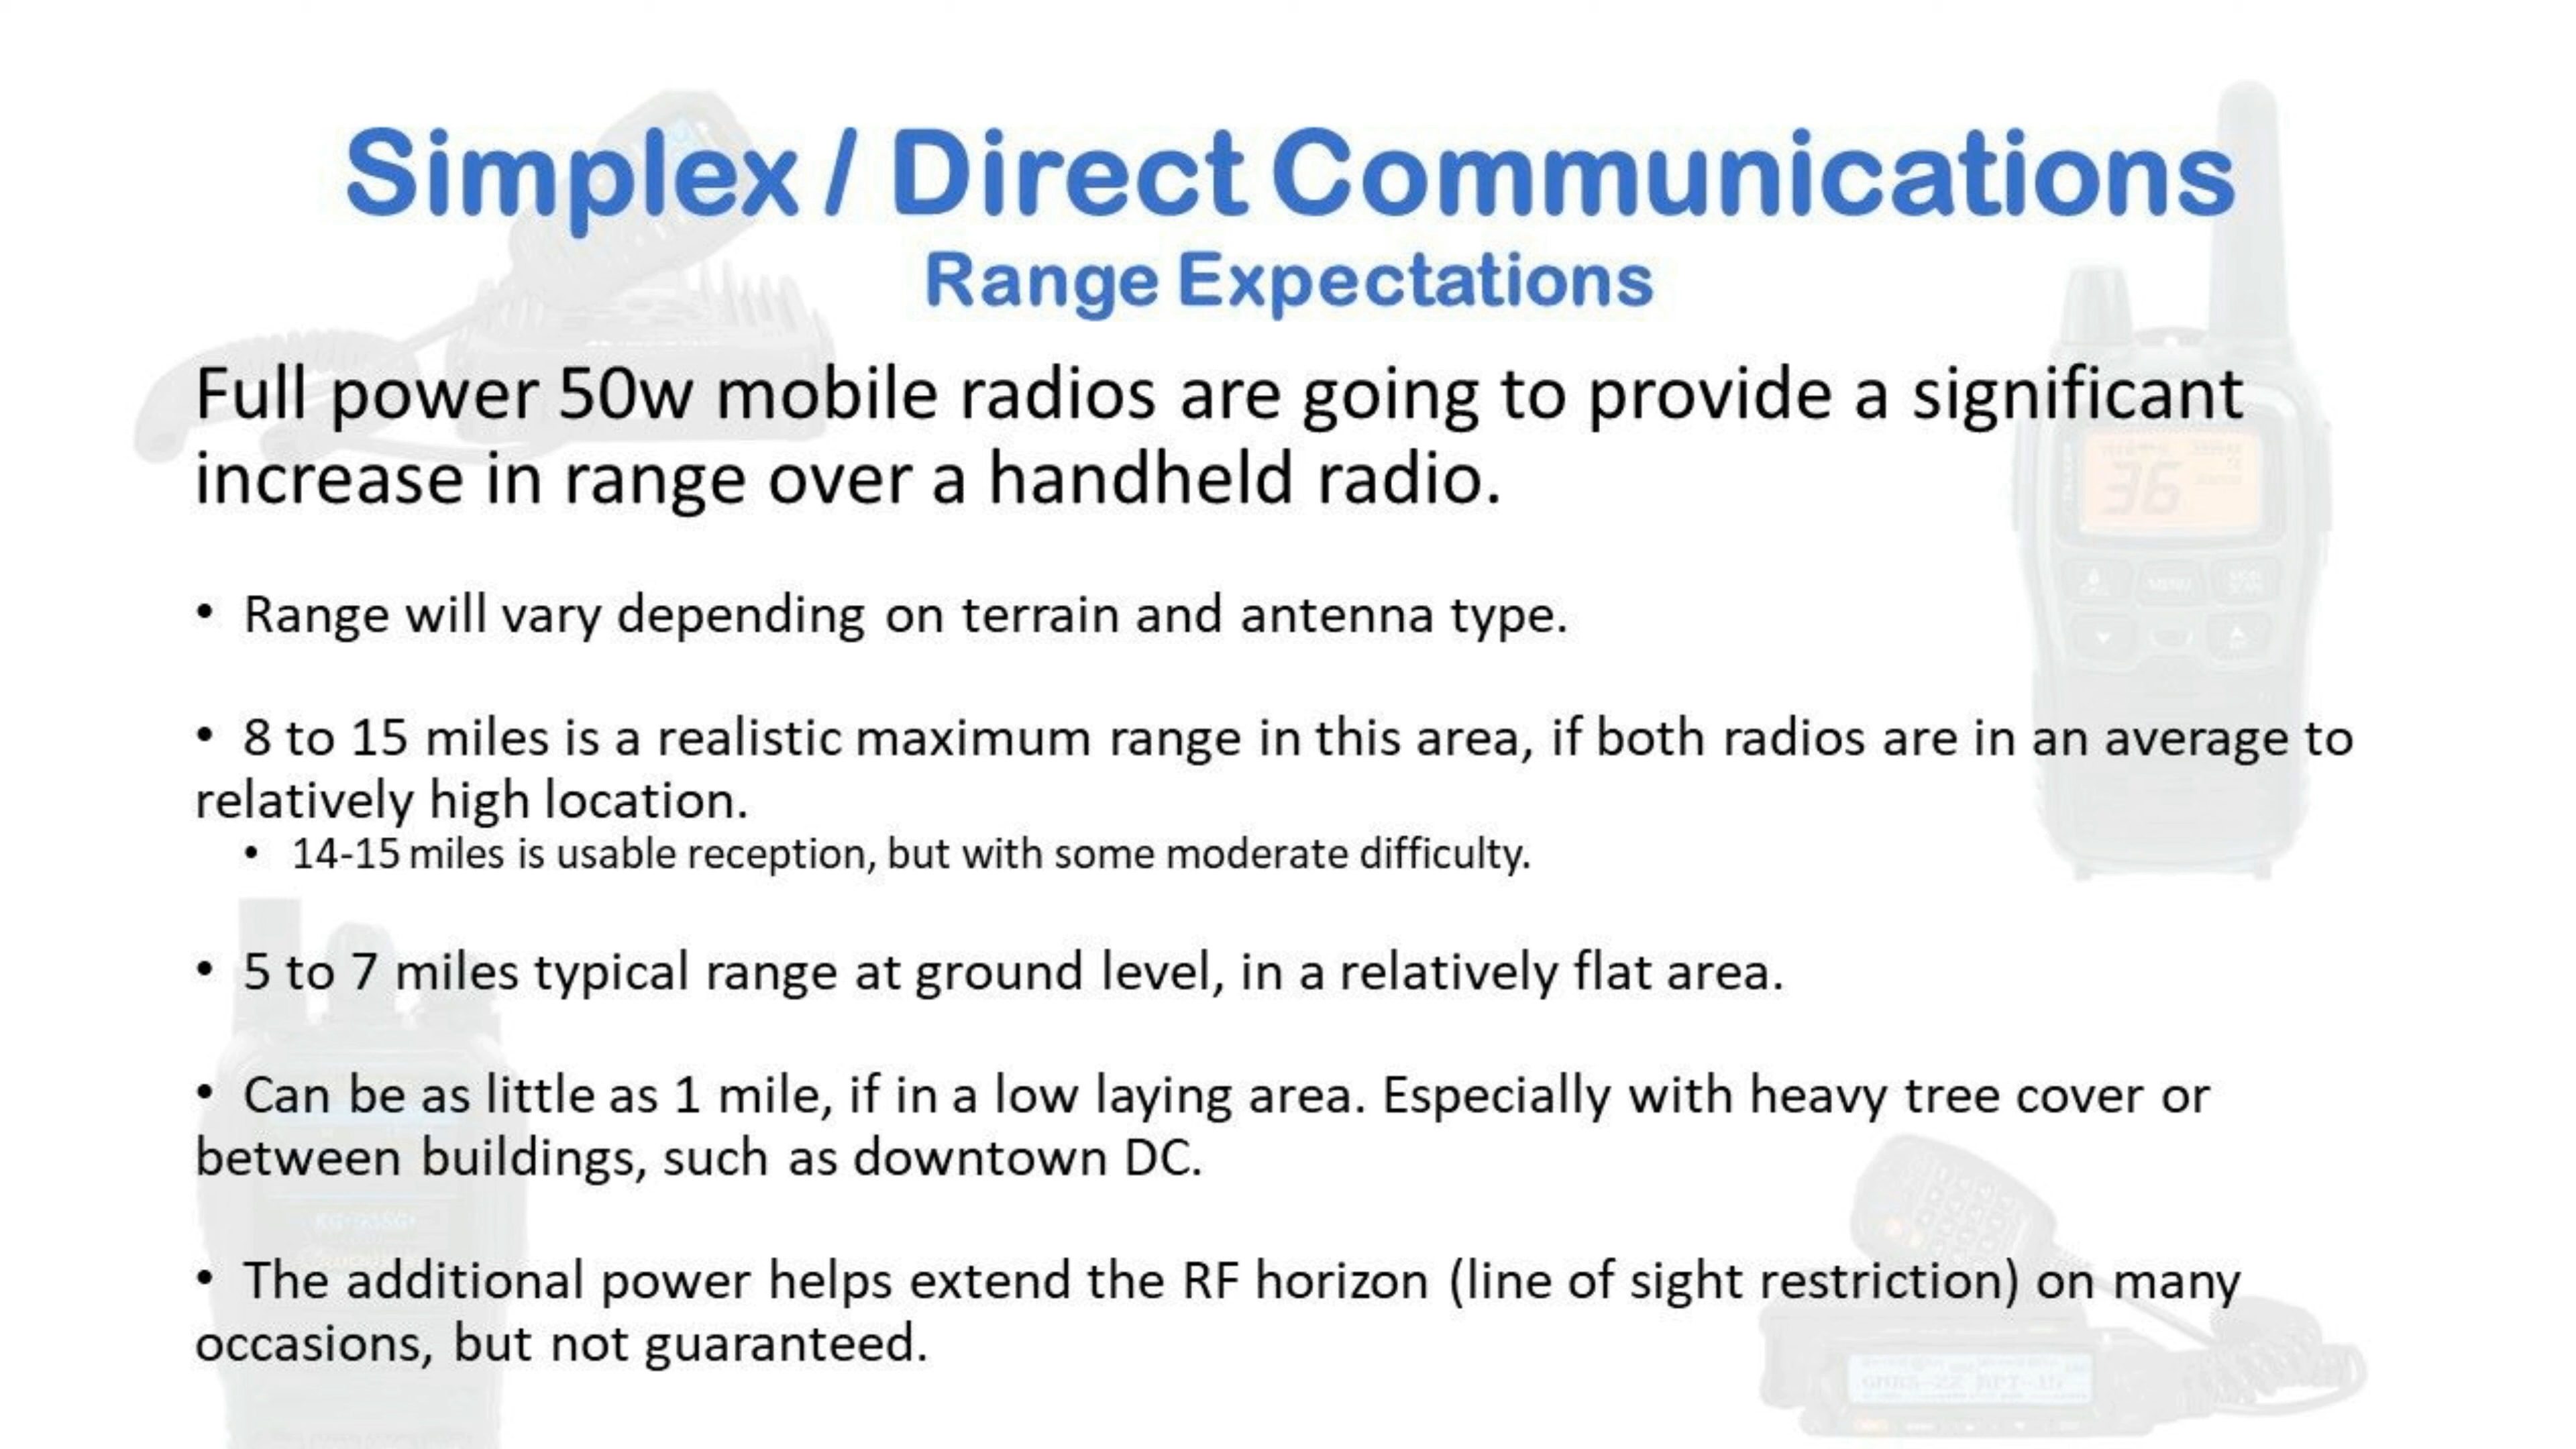 Simplex / Direct Communications
Range Expectations
Full power 50w mobile radios are going to provide a significant
increase in range over a handheld radio.
• Range will vary depending on terrain and antenna type.
• 8 to 15 miles is a realistic maximum range in this area, if both radios are in an average to
relatively high location.
• 14-15 miles is usable reception, but with some moderate difficulty.
• 5 to 7 miles typical range at ground level, in a relatively flat area.
• Can be as little as 1 mile, if in a low laying area. Especially with heavy tree cover or
between buildings, such as downtown DC.
• The additional power helps extend the RF horizon (line of sight restriction) on many
occasions, but not guaranteed.
36
MENU